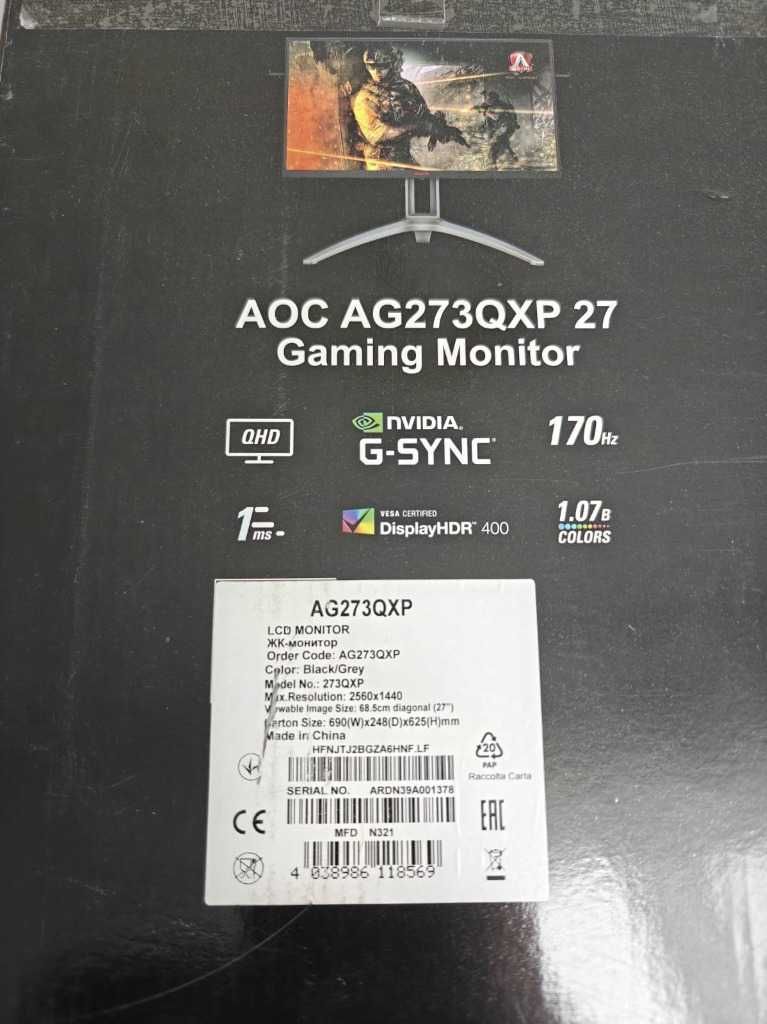 AOC AG273QXP 27
Gaming Monitor
QHD
NVIDIA.
G-SYNC
170Hz
1ms
VESA CERTIFIED
DisplayHDR™ 400
1.07B
COLORS
AG273QXP
LCD MONITOR
ЖК-монитор
Order Code: AG273QXP
Color: Black/Grey
Model No.: 273QXP
Max.Resolution: 2560x1440
Viewable Image Size: 68.5cm diagonal (27")
Carton Size: 690(W)x248(D)x625(H)mm
Made in China
HFNJTJ2BGZA6HNF.LF
20
PAP
Raccolta Carta
SERIAL NO. ARDN39A001378
CE
EAC
MFD N321
4 038986 118569